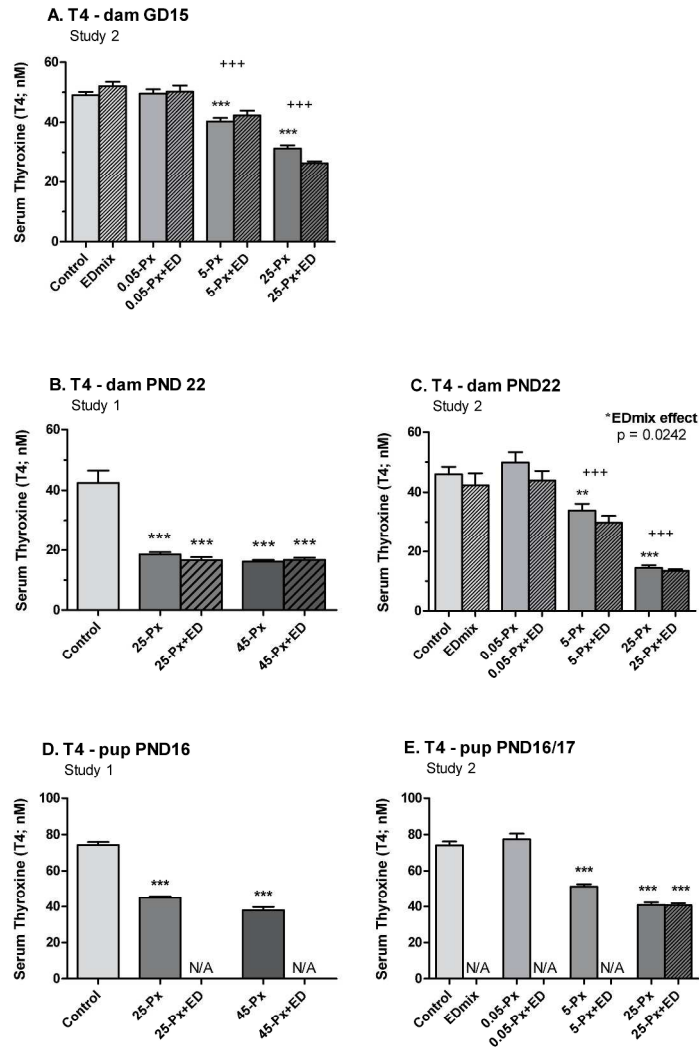 A. T4 - dam GD15
Study 2
Serum Thyroxine (T4; nM)
60
40
20
0
+++
***
+++
***
Control
EDmix
0.05-Px
0.05-Px+ED
5-Px
5-Px+ED
25-Px
25-Px+ED
B. T4 - dam PND 22
Study 1
Serum Thyroxine (T4; nM)
60
40
20
0
***
***
***
***
Control
25-Px
25-Px+ED
45-Px
45-Px+ED
C. T4 - dam PND22
Study 2
*EDmix effect
p = 0.0242
Serum Thyroxine (T4; nM)
60
40
20
0
+++
**
+++
***
Control
EDmix
0.05-Px
0.05-Px+ED
5-Px
5-Px+ED
25-Px
25-Px+ED
D. T4 - pup PND16
Study 1
Serum Thyroxine (T4; nM)
100
80
60
40
20
0
***
N/A
***
N/A
Control
25-Px
25-Px+ED
45-Px
45-Px+ED
E. T4 - pup PND16/17
Study 2
Serum Thyroxine (T4; nM)
100
80
60
40
20
0
N/A
N/A
***
N/A
***
***
Control
EDmix
0.05-Px
0.05-Px+ED
5-Px
5-Px+ED
25-Px
25-Px+ED